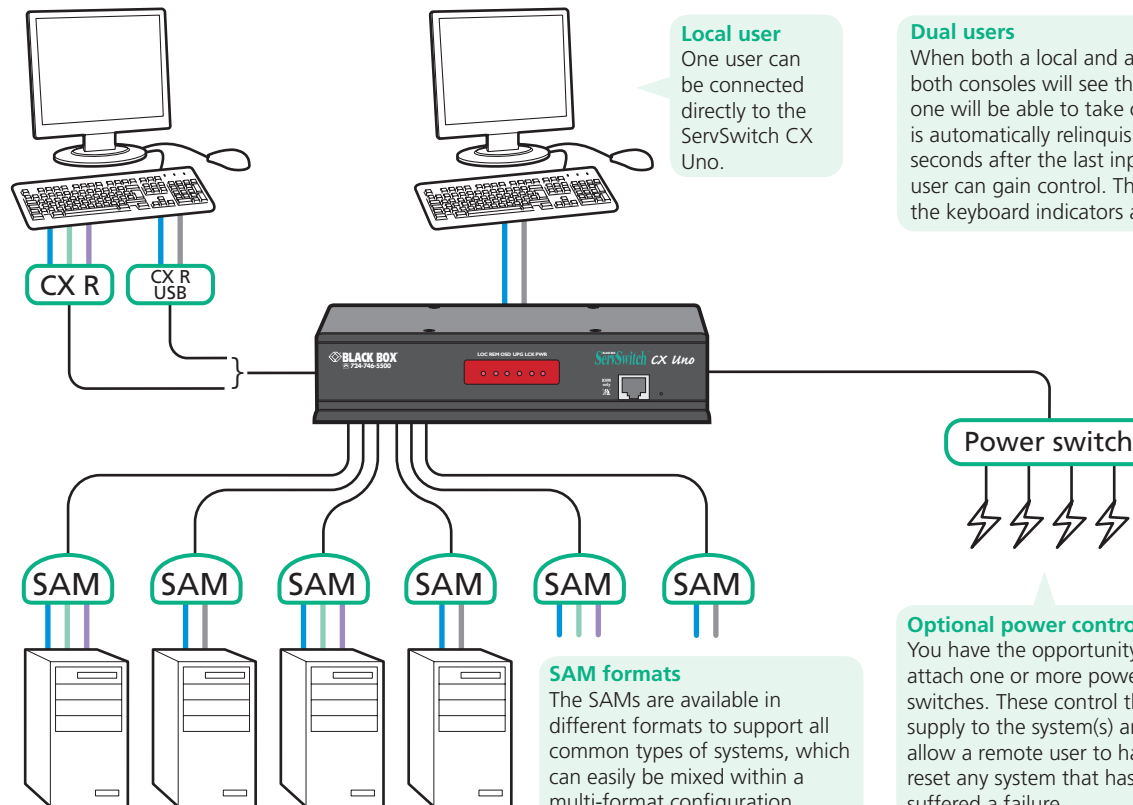 Local user
One user can
be connected
directly to the
ServSwitch CX
Uno.
Dual users
When both a local and a
both consoles will see th
one will be able to take
is automatically relinquis
seconds after the last inp
user can gain control. Th
the keyboard indicators a
CX R
CX R
USB
BLACK BOX
724-746-5500
LOC REM OSD UPG LCK PWR
ServSwitch CX Uno
Power switch
SAM
SAM
SAM
SAM
SAM
SAM
SAM formats
The SAMs are available in
different formats to support all
common types of systems, which
can easily be mixed within a
multi-format configuration
Optional power contro
You have the opportunity
attach one or more powe
switches. These control th
supply to the system(s) an
allow a remote user to ha
reset any system that has
suffered a failure